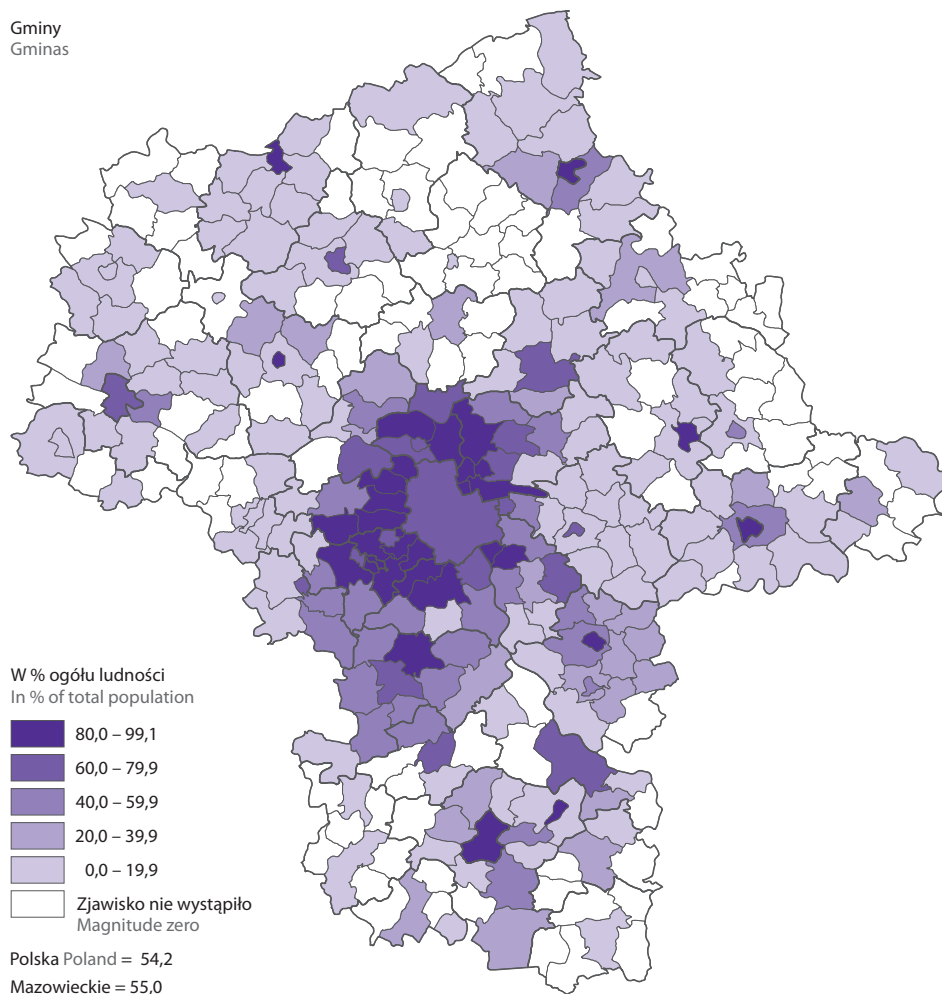 Gminy
Gminas
W % ogółu ludności
In % of total population
80,0 – 99,1
60,0 – 79,9
40,0 – 59,9
20,0 – 39,9
0,0 – 19,9
Zjawisko nie wystąpiło
Magnitude zero
Polska Poland = 54,2
Mazowieckie = 55,0